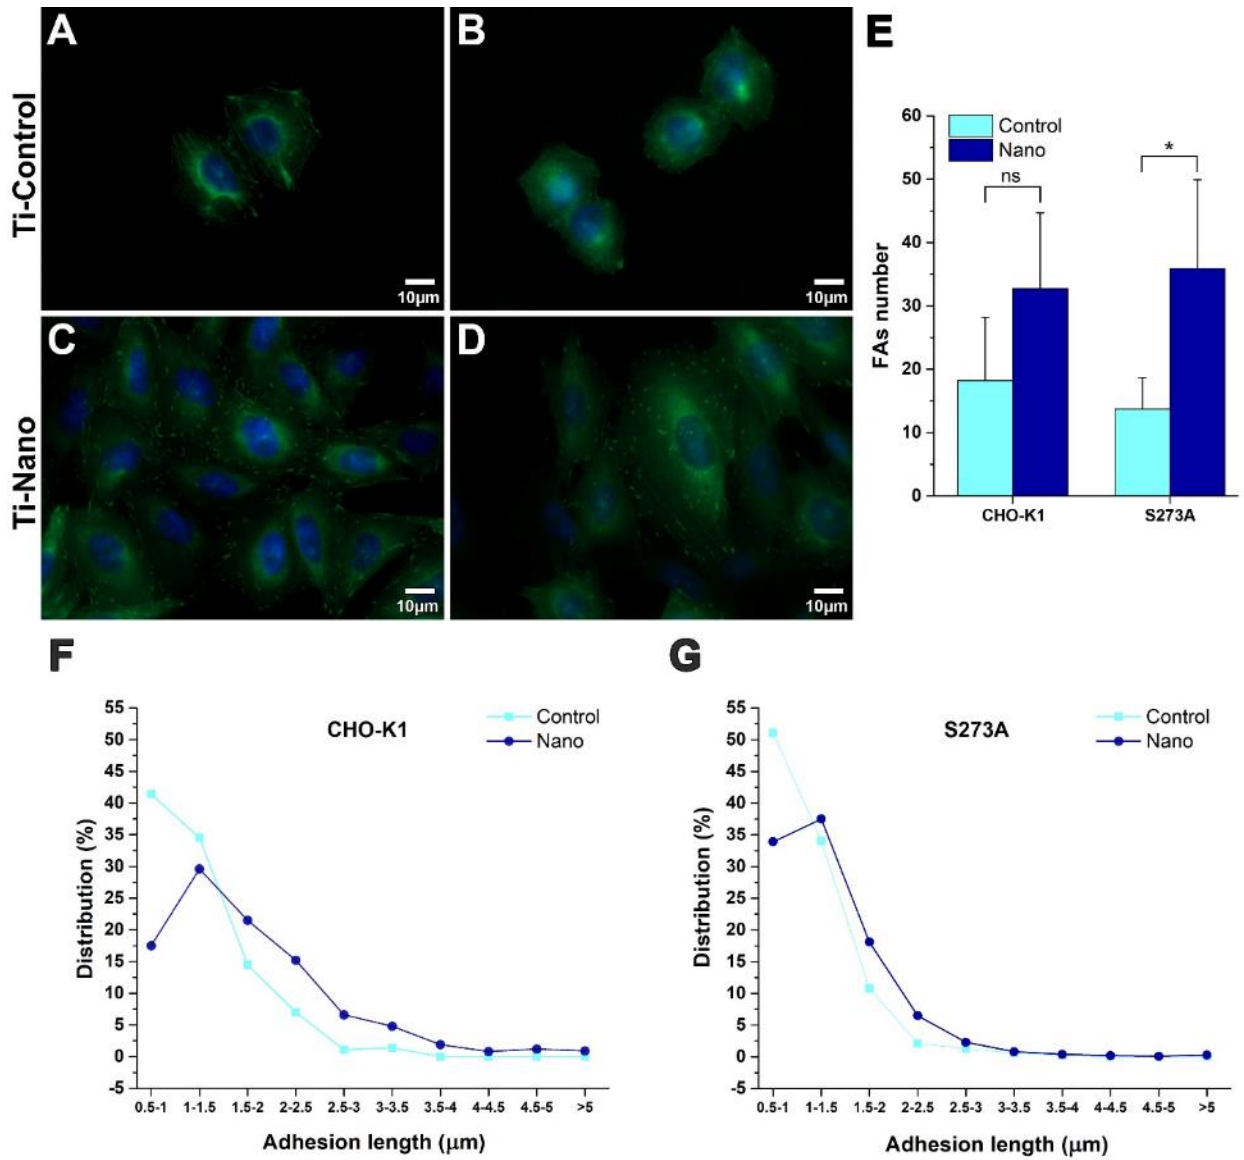 A
B
E
Ti-Control
10µm
10µm
C
D
Ti-Nano
10µm
10µm
Control
Nano
ns
*
60
50
40
30
20
10
0
FAs number
CHO-K1
S273A
F
CHO-K1
Control
Nano
55
50
45
40
35
30
25
20
15
10
5
0
-5
Distribution (%)
0.5-1 1-1.5 1.5-2 2-2.5 2.5-3 3-3.5 3.5-4 4-4.5 4.5-5 >5
Adhesion length (µm)
G
S273A
Control
Nano
55
50
45
40
35
30
25
20
15
10
5
0
-5
Distribution (%)
0.5-1 1-1.5 1.5-2 2-2.5 2.5-3 3-3.5 3.5-4 4-4.5 4.5-5 >5
Adhesion length (µm)